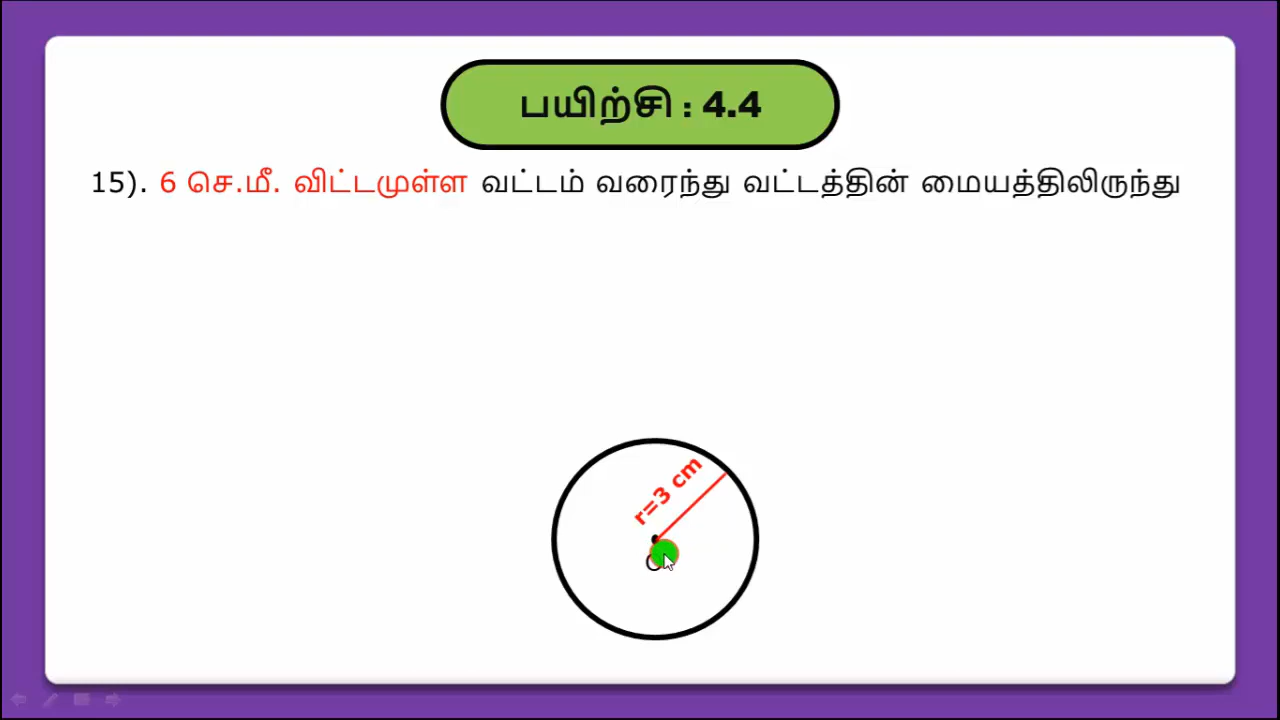 பயிற்சி : 4.4
15). 6 செ.மீ. விட்டமுள்ள வட்டம் வரைந்து வட்டத்தின் மையத்திலிருந்து
r=3 cm